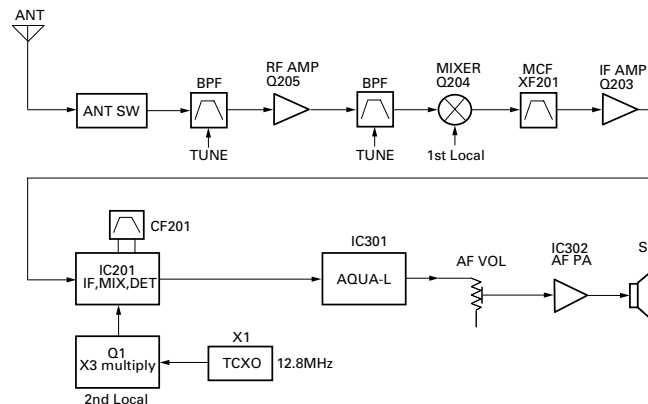 ANT
ANT SW
BPF
TUNE
RF AMP
Q205
BPF
TUNE
MIXER
Q204
1st Local
MCF
XF201
IF AMP
Q203
CF201
IC201
IF,MIX,DET
IC301
AQUA-L
AF VOL
IC302
AF PA
S
Q1
X3 multiply
2nd Local
X1
TCXO
12.8MHz